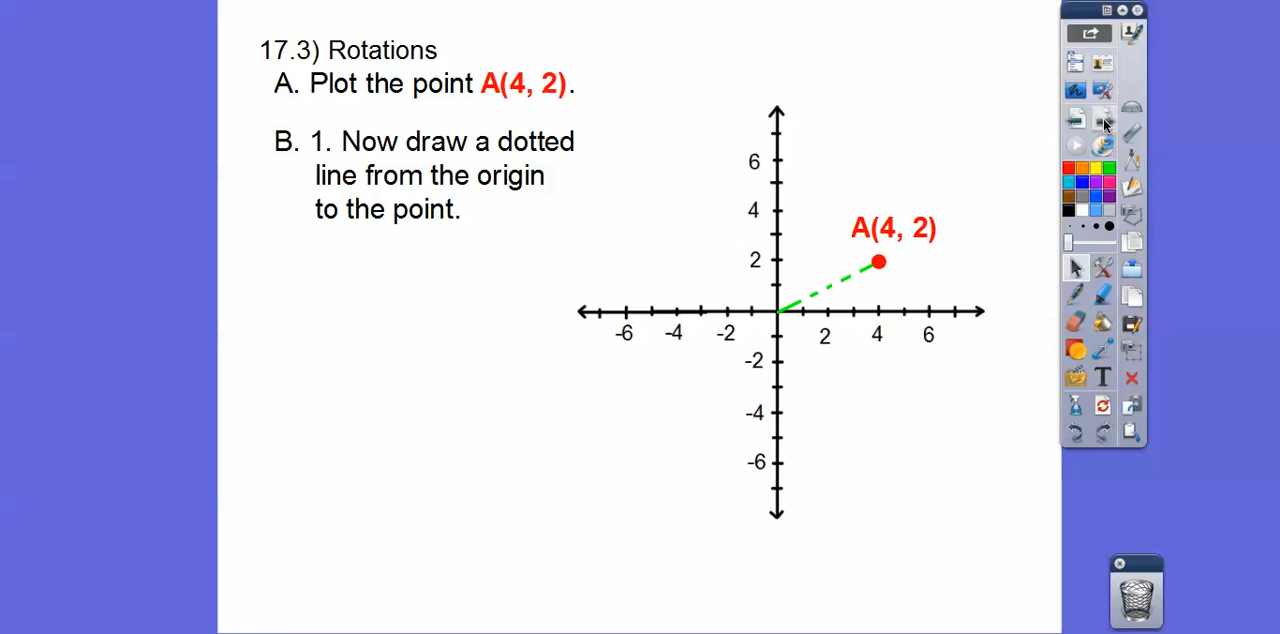 17.3) Rotations
A. Plot the point A(4, 2).
B. 1. Now draw a dotted
line from the origin
to the point.
6
4
A(4, 2)
2
-6 -4 -2 2 4 6
-2
-4
-6
T